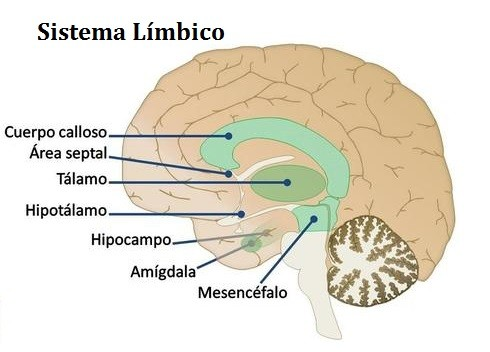 Sistema Límbico
Cuerpo calloso
Área septal
Tálamo
Hipotálamo
Hipocampo
Amígdala
Mesencéfalo